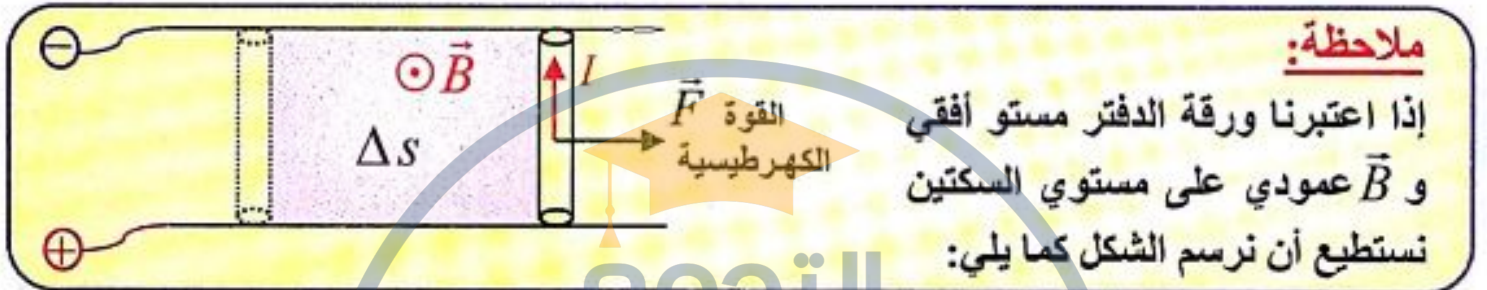 ملاحظة:
إذا اعتبرنا ورقة الدفتر مستو أفقي
و B عمودي على مستوي السكتين
نستطيع أن نرسم الشكل كما يلي:
⊖
⊙ B
I
Δs
F القوة
الكهرطيسية
⊕
التجمع